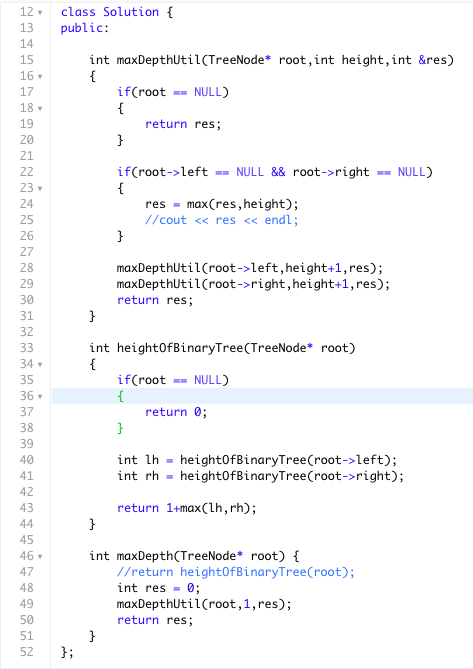 12 class Solution {
13 public:
14
15     int maxDepthUtil(TreeNode* root,int height,int &res)
16     {
17         if(root == NULL)
18         {
19             return res;
20         }
21
22         if(root->left == NULL && root->right == NULL)
23         {
24             res = max(res,height);
25             //cout << res << endl;
26         }
27
28         maxDepthUtil(root->left,height+1,res);
29         maxDepthUtil(root->right,height+1,res);
30         return res;
31     }
32
33     int heightOfBinaryTree(TreeNode* root)
34     {
35         if(root == NULL)
36         {
37             return 0;
38         }
39
40         int lh = heightOfBinaryTree(root->left);
41         int rh = heightOfBinaryTree(root->right);
42
43         return 1+max(lh,rh);
44     }
45
46     int maxDepth(TreeNode* root) {
47         //return heightOfBinaryTree(root);
48         int res = 0;
49         maxDepthUtil(root,1,res);
50         return res;
51     }
52 };